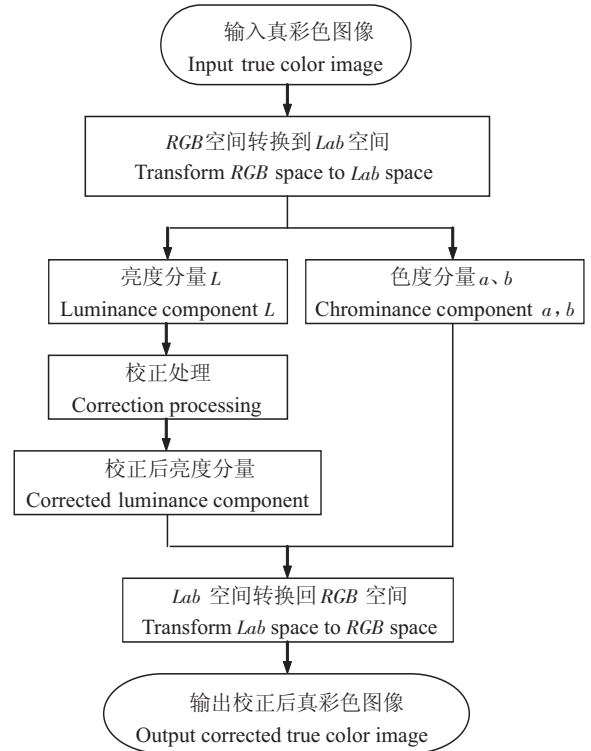 输入真彩色图像
Input true color image
RGB空间转换到Lab空间
Transform RGB space to Lab space
亮度分量L
Luminance component L
色度分量a、b
Chrominance component a，b
校正处理
Correction processing
校正后亮度分量
Corrected luminance component
Lab 空间转换回RGB 空间
Transform Lab space to RGB space
输出校正后真彩色图像
Output corrected true color image